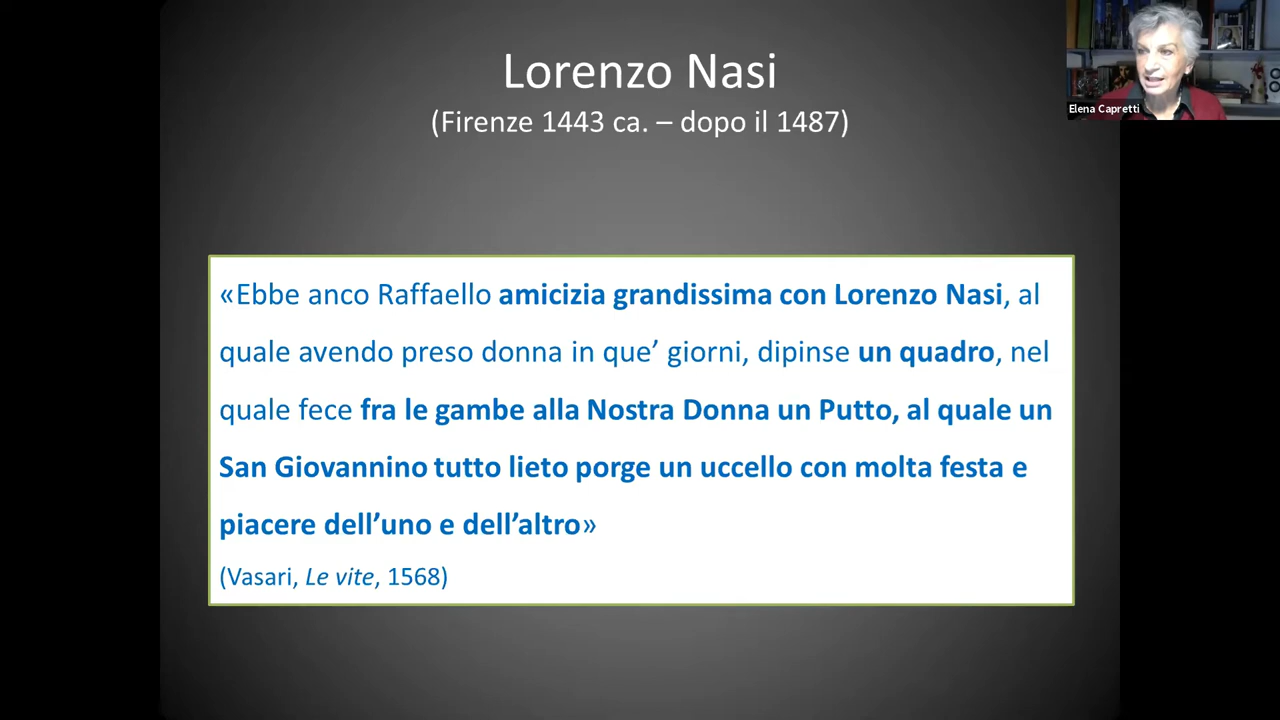 Lorenzo Nasi
(Firenze 1443 ca. – dopo il 1487)
Elena Capretti
«Ebbe anco Raffaello amicizia grandissima con Lorenzo Nasi, al
quale avendo preso donna in que’ giorni, dipinse un quadro, nel
quale fece fra le gambe alla Nostra Donna un Putto, al quale un
San Giovannino tutto lieto porge un uccello con molta festa e
piacere dell’uno e dell’altro»
(Vasari, Le vite, 1568)